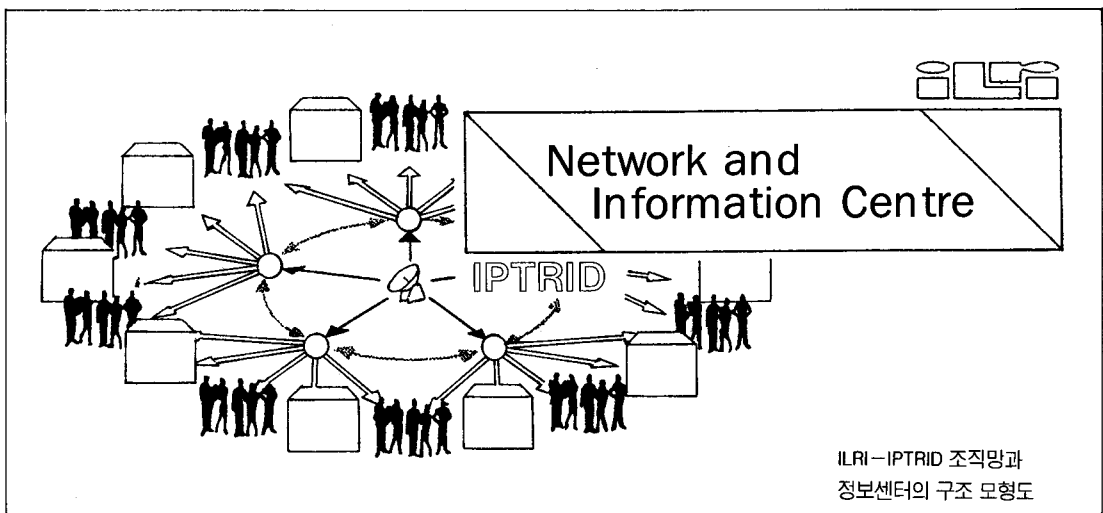 ILRI
Network and
Information Centre
IPTRID
ILRI-IPTRID 조직망과
정보센터의 구조 모형도